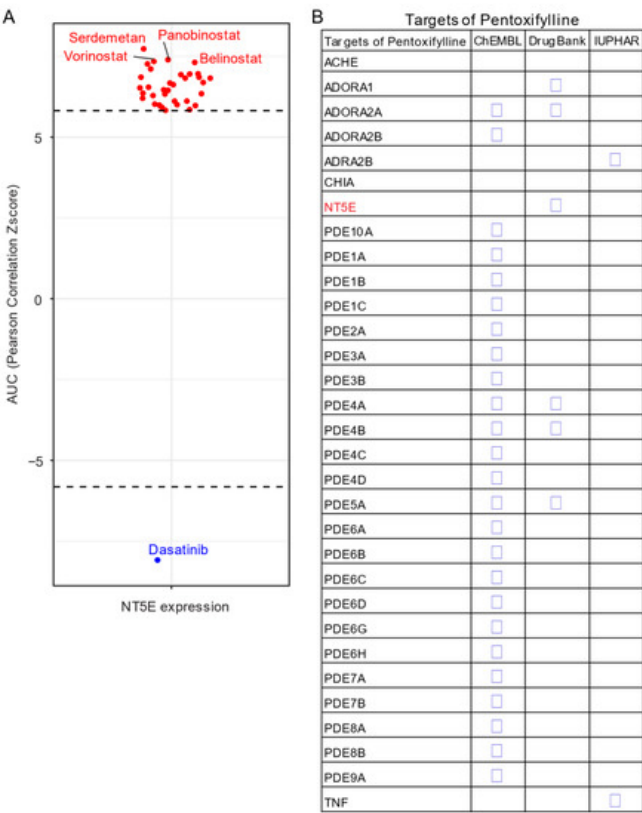 A
Serdemetan
Panobinostat
Vorinostat
Belinostat
5
0
−5
AUC (Pearson Correlation Zscore)
Dasatinib
NT5E expression
B
Targets of Pentoxifylline
Targets of Pentoxifylline ChEMBL DrugBank IUPHAR
ACHE
ADORA1
ADORA2A
ADORA2B
ADRA2B
CHIA
NT5E
PDE10A
PDE1A
PDE1B
PDE1C
PDE2A
PDE3A
PDE3B
PDE4A
PDE4B
PDE4C
PDE4D
PDE5A
PDE6A
PDE6B
PDE6C
PDE6D
PDE6G
PDE6H
PDE7A
PDE7B
PDE8A
PDE8B
PDE9A
TNF